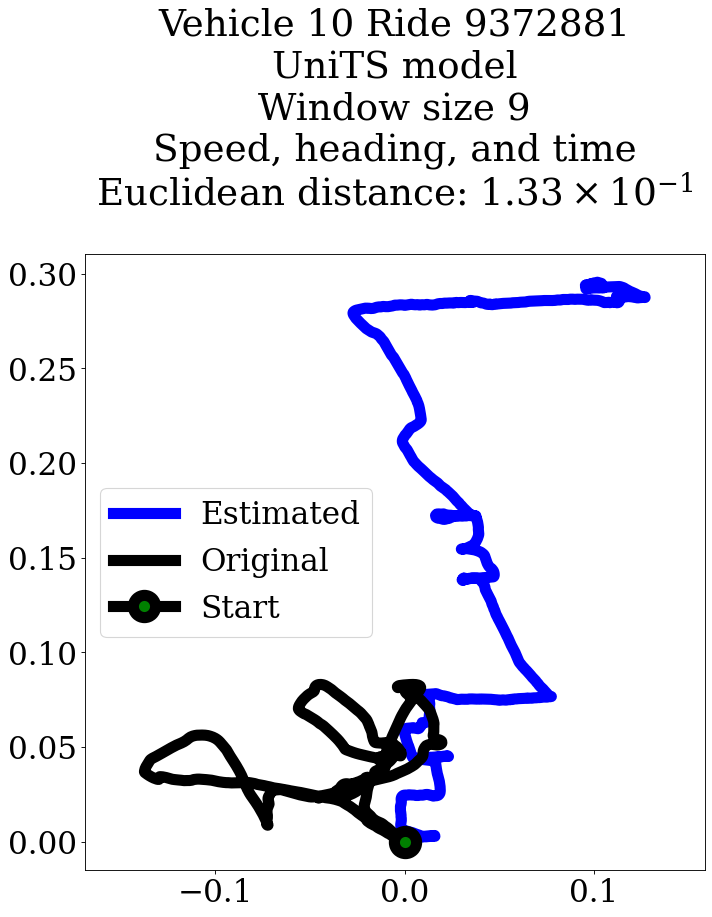 Vehicle 10 Ride 9372881
UniTS model
Window size 9
Speed, heading, and time
Euclidean distance: 1.33 × 10⁻¹
0.30
0.25
0.20
0.15
0.10
0.05
0.00
Estimated
Original
Start
−0.1
0.0
0.1